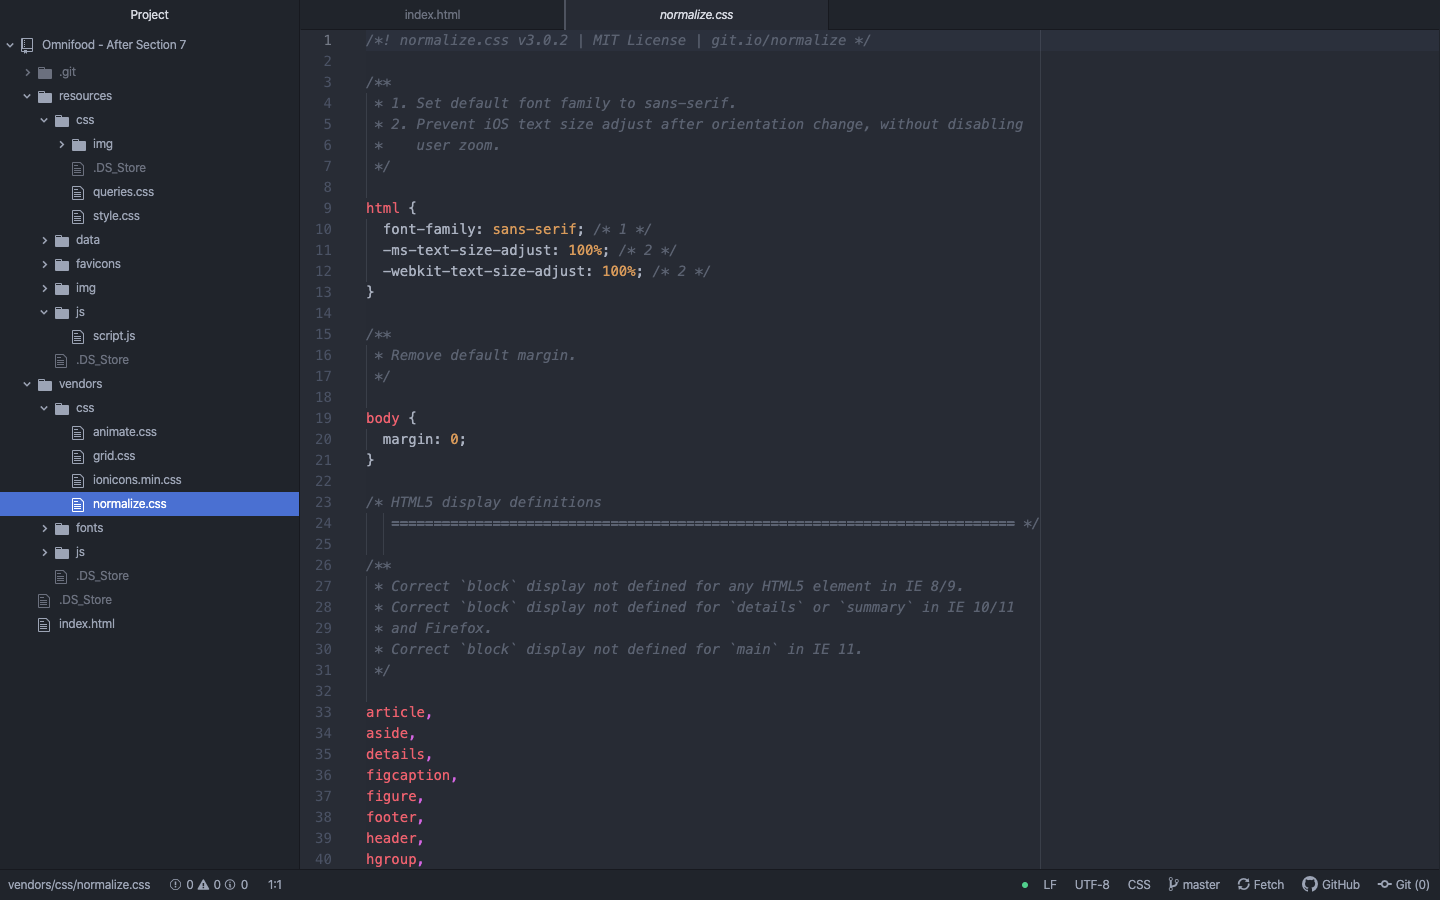 Project
Omnifood - After Section 7
.git
resources
css
img
.DS_Store
queries.css
style.css
data
favicons
img
js
script.js
.DS_Store
vendors
css
animate.css
grid.css
ionicons.min.css
normalize.css
fonts
js
.DS_Store
.DS_Store
index.html
index.html
normalize.css
1 /*! normalize.css v3.0.2 | MIT License | git.io/normalize */
2
3 /**
4  * 1. Set default font family to sans-serif.
5  * 2. Prevent iOS text size adjust after orientation change, without disabling
6  *    user zoom.
7  */
8
9 html {
10   font-family: sans-serif; /* 1 */
11   -ms-text-size-adjust: 100%; /* 2 */
12   -webkit-text-size-adjust: 100%; /* 2 */
13 }
14
15 /**
16  * Remove default margin.
17  */
18
19 body {
20   margin: 0;
21 }
22
23 /* HTML5 display definitions
24    ========================================================================== */
25
26 /**
27  * Correct `block` display not defined for any HTML5 element in IE 8/9.
28  * Correct `block` display not defined for `details` or `summary` in IE 10/11
29  * and Firefox.
30  * Correct `block` display not defined for `main` in IE 11.
31  */
32
33 article,
34 aside,
35 details,
36 figcaption,
37 figure,
38 footer,
39 header,
40 hgroup,
vendors/css/normalize.css 0 0 0 1:1 LF UTF-8 CSS master Fetch GitHub Git (0)